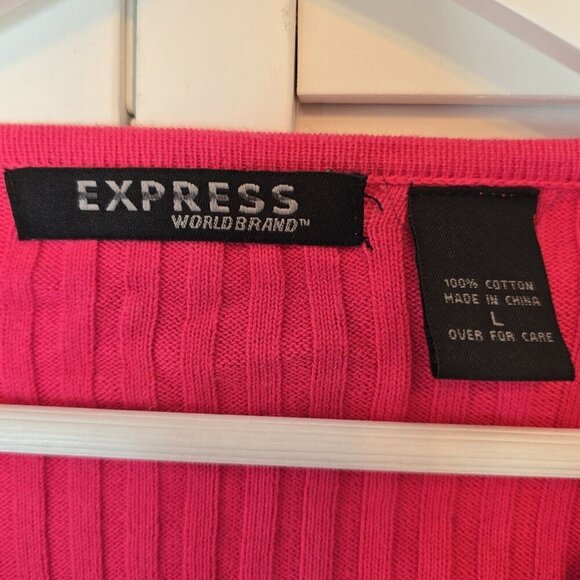 EXPRESS
WORLDBRAND™
100% COTTON
MADE IN CHINA
L
OVER FOR CARE